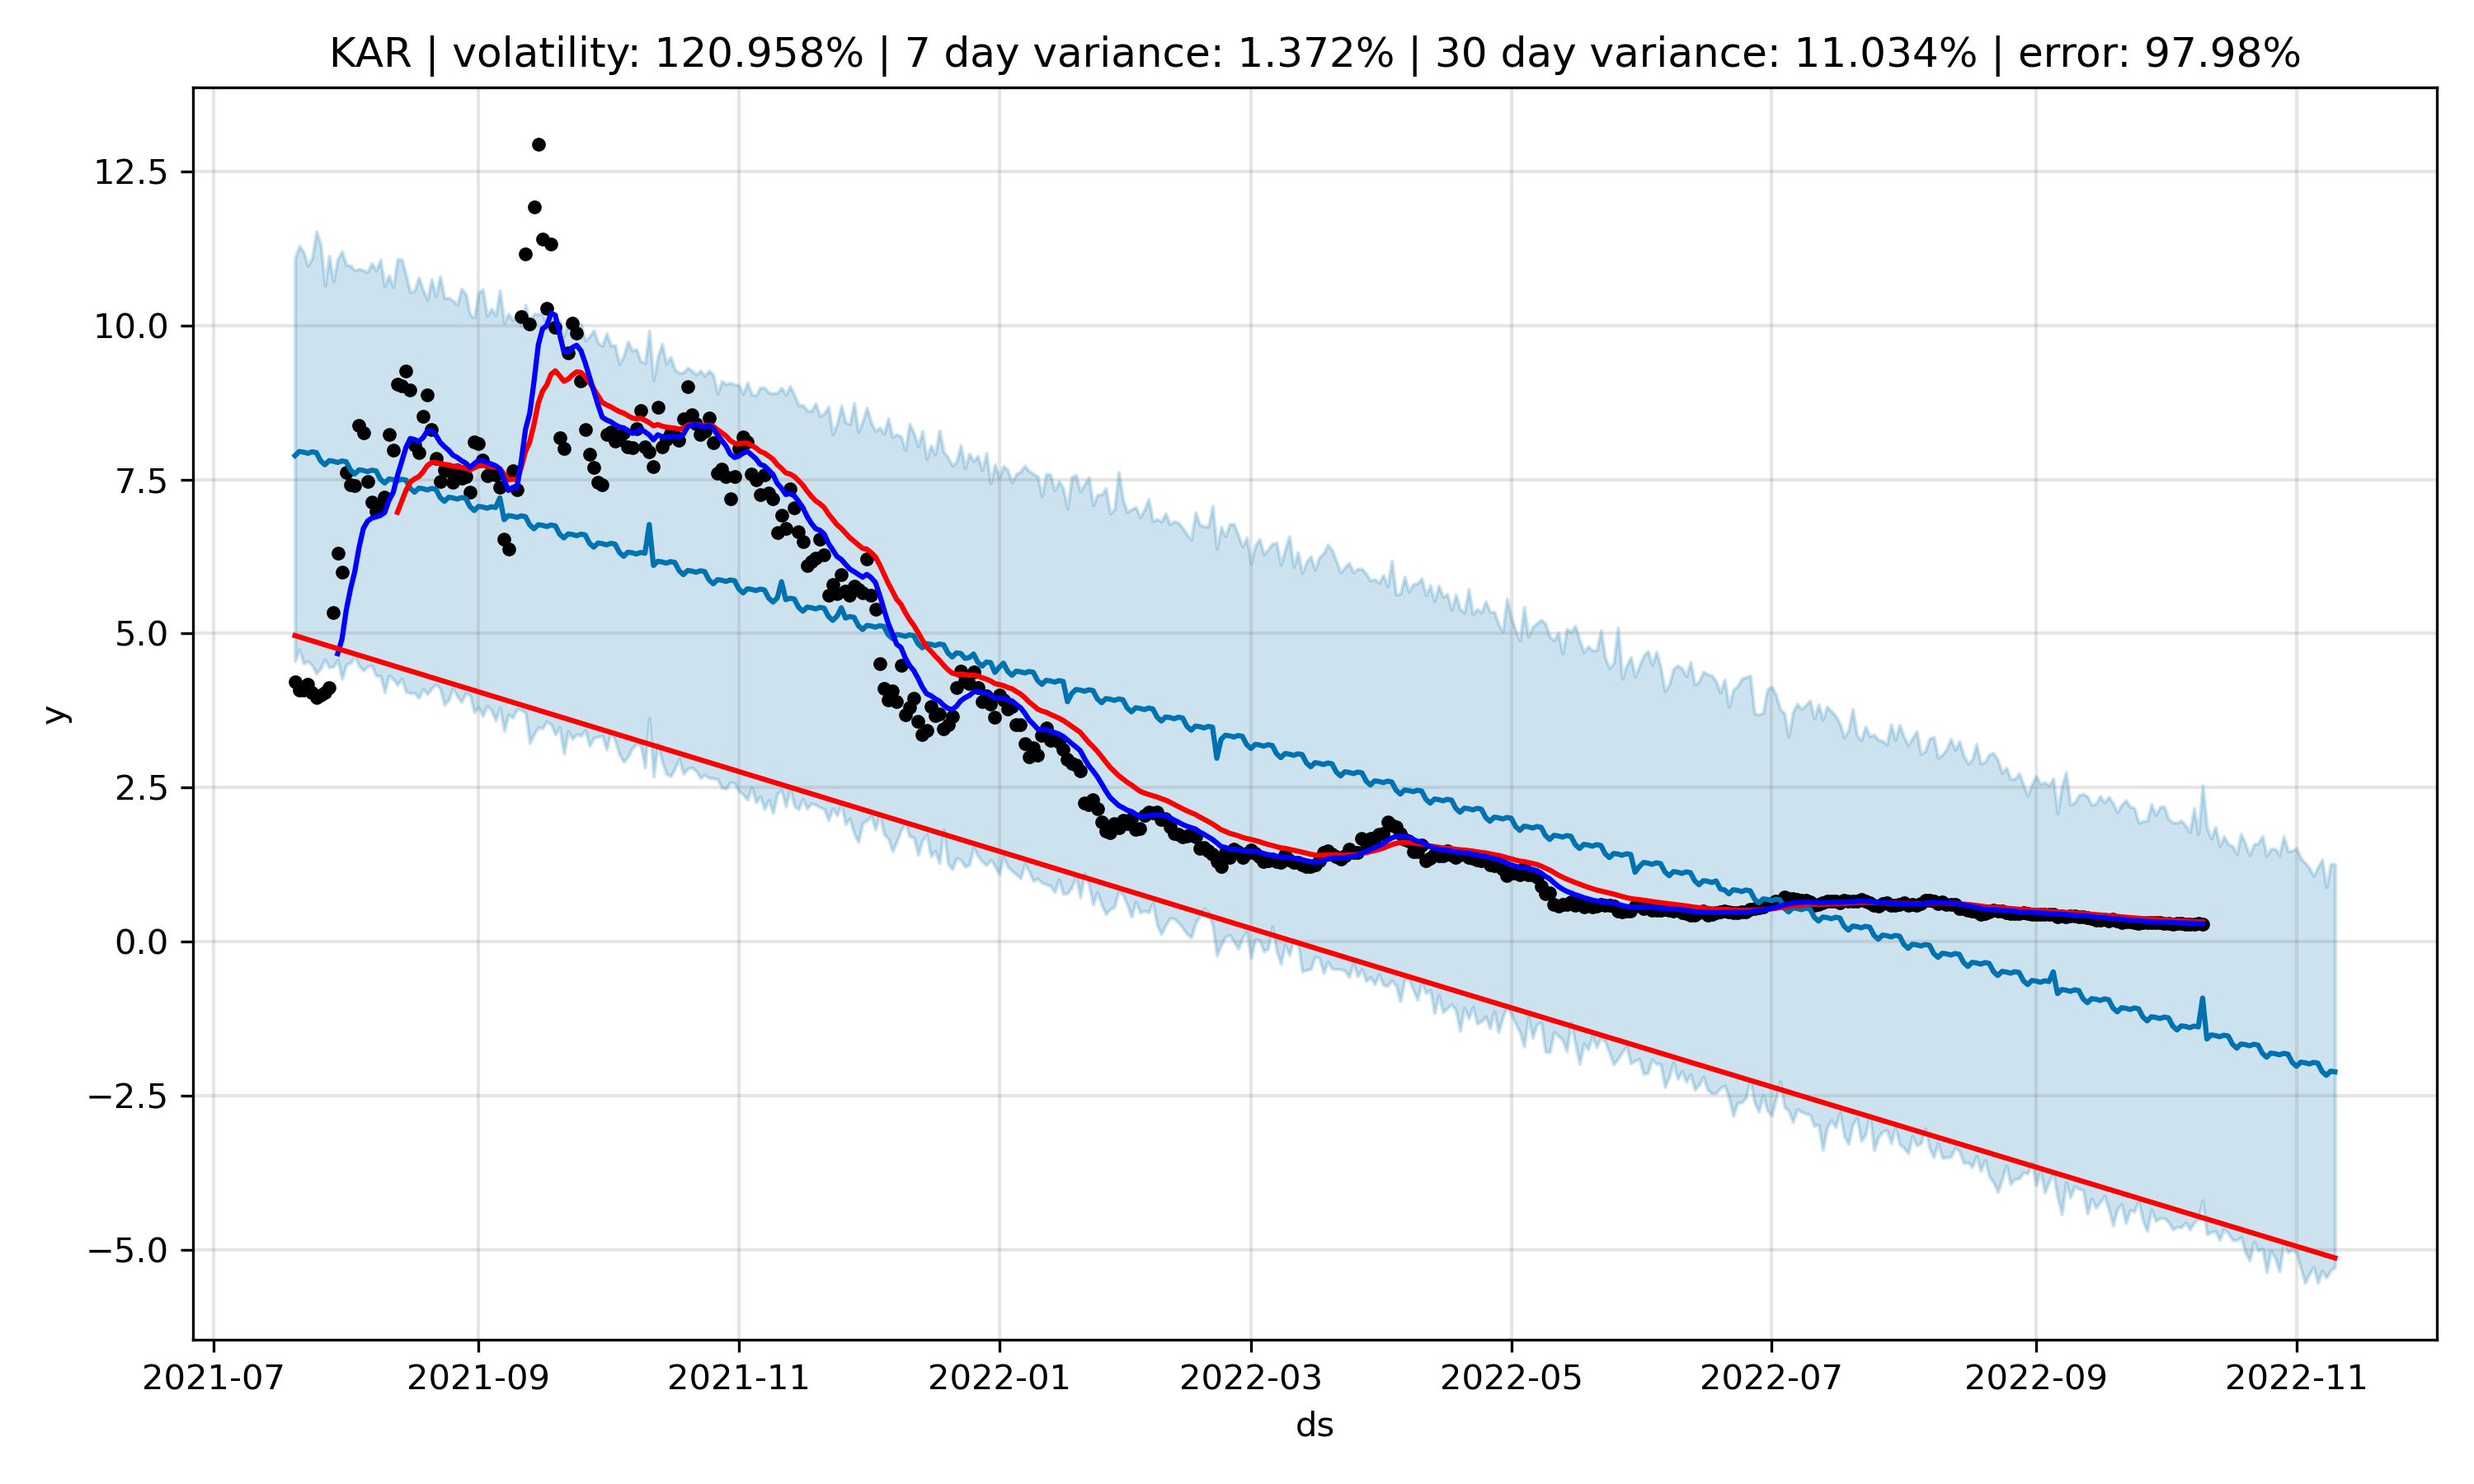 KAR | volatility: 120.958% | 7 day variance: 1.372% | 30 day variance: 11.034% | error: 97.98%
12.5
10.0
7.5
5.0
2.5
0.0
−2.5
−5.0
y
2021-07 2021-09 2021-11 2022-01 2022-03 2022-05 2022-07 2022-09 2022-11
ds